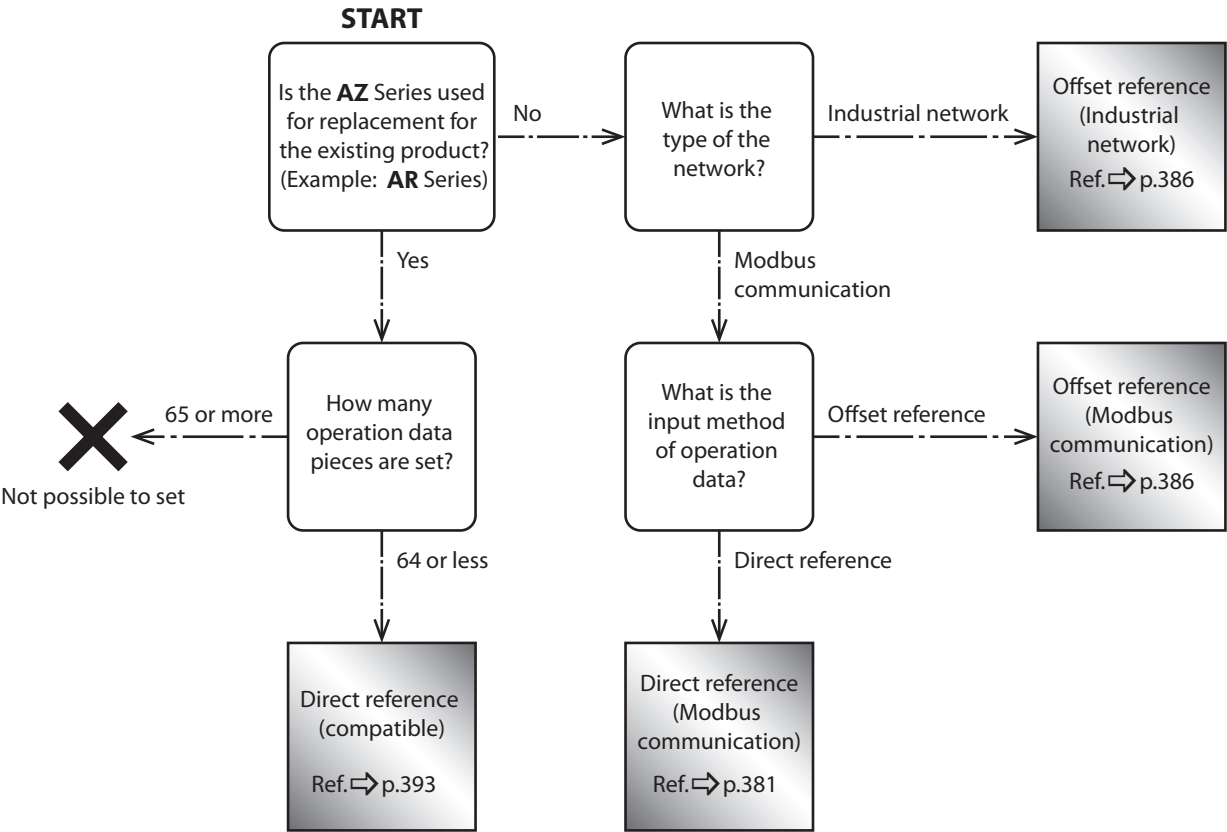 START
Is the AZ Series used
for replacement for
the existing product?
(Example: AR Series)
No
What is the
type of the
network?
Industrial network
Offset reference
(Industrial
network)
Ref. ⇨ p.386
Yes
Modbus
communication
Not possible to set
65 or more
How many
operation data
pieces are set?
What is the
input method
of operation
data?
Offset reference
Offset reference
(Modbus
communication)
Ref. ⇨ p.386
64 or less
Direct reference
Direct reference
(compatible)
Ref. ⇨ p.393
Direct reference
(Modbus
communication)
Ref. ⇨ p.381